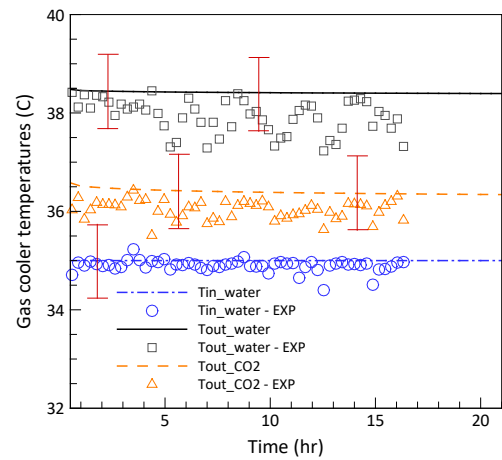 Gas cooler temperatures (C)
40
38
36
34
32
Tin_water
Tin_water - EXP
Tout_water
Tout_water - EXP
Tout_CO2
Tout_CO2 - EXP
5
10
15
20
Time (hr)